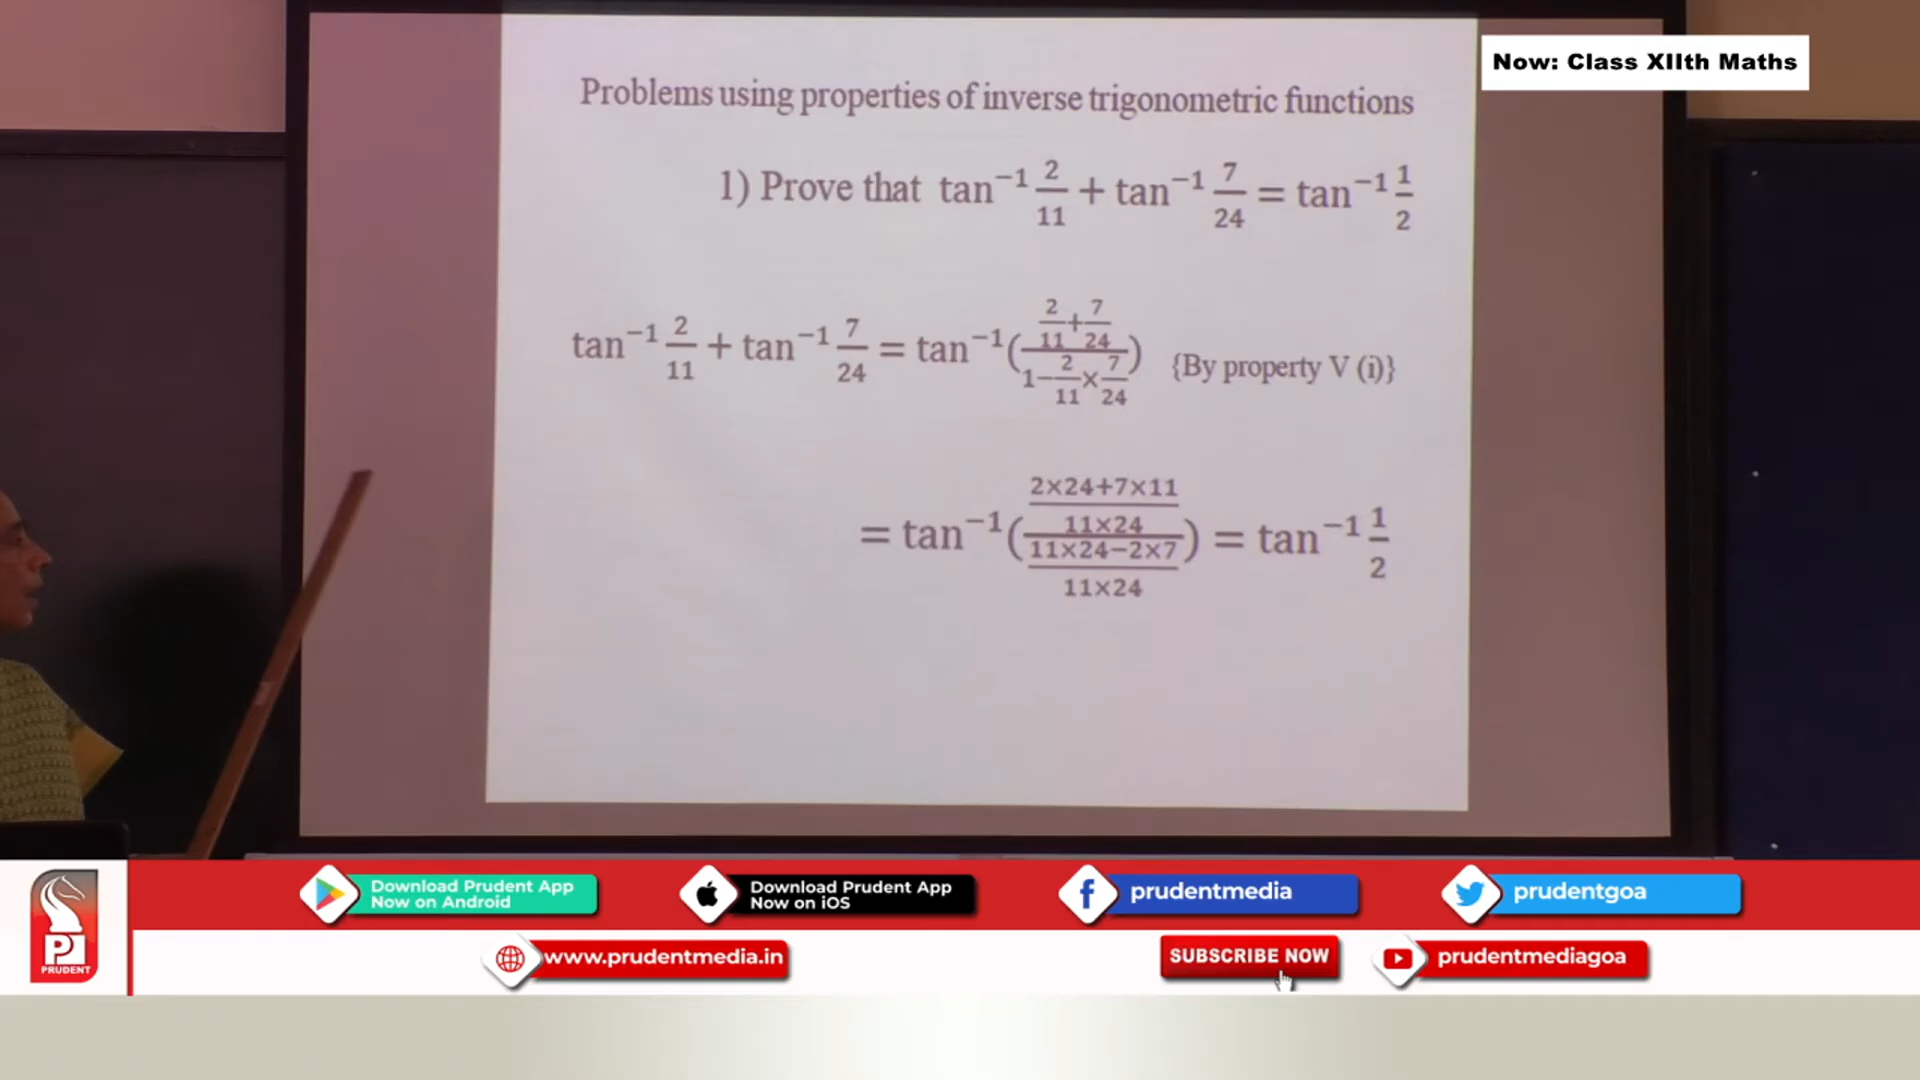 Now: Class XIIth Maths
Problems using properties of inverse trigonometric functions
1) Prove that tan⁻¹ 2/11 + tan⁻¹ 7/24 = tan⁻¹ 1/2
tan⁻¹ 2/11 + tan⁻¹ 7/24 = tan⁻¹((2/11+7/24)/(1−2/11×7/24)) {By property V (i)}
= tan⁻¹(((2×24+7×11)/(11×24))/((11×24−2×7)/(11×24))) = tan⁻¹ 1/2
Download Prudent App
Now on Android
Download Prudent App
Now on iOS
prudentmedia
prudentgoa
PRUDENT
www.prudentmedia.in
SUBSCRIBE NOW
prudentmediagoa